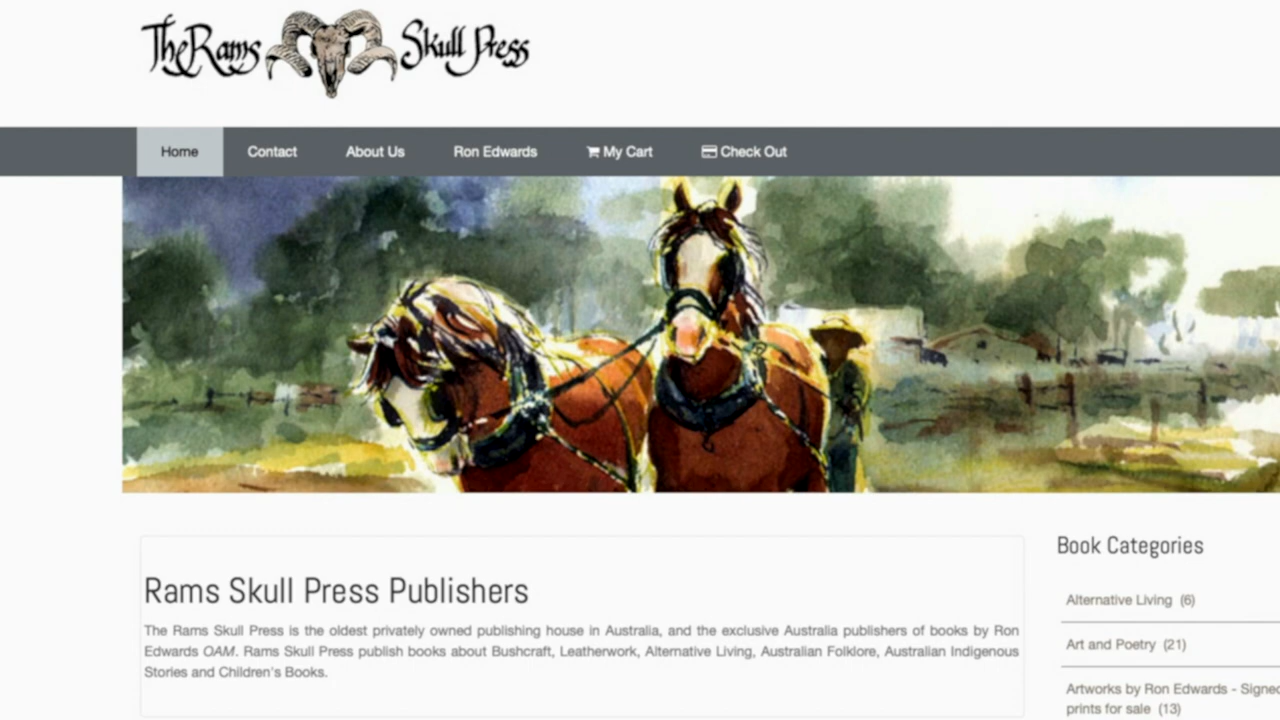 The Rams Skull Press
Home Contact About Us Ron Edwards My Cart Check Out
Rams Skull Press Publishers
The Rams Skull Press is the oldest privately owned publishing house in Australia, and the exclusive Australia publishers of books by Ron
Edwards OAM. Rams Skull Press publish books about Bushcraft, Leatherwork, Alternative Living, Australian Folklore, Australian Indigenous
Stories and Children's Books.
Book Categories
Alternative Living (6)
Art and Poetry (21)
Artworks by Ron Edwards - Signed
prints for sale (13)